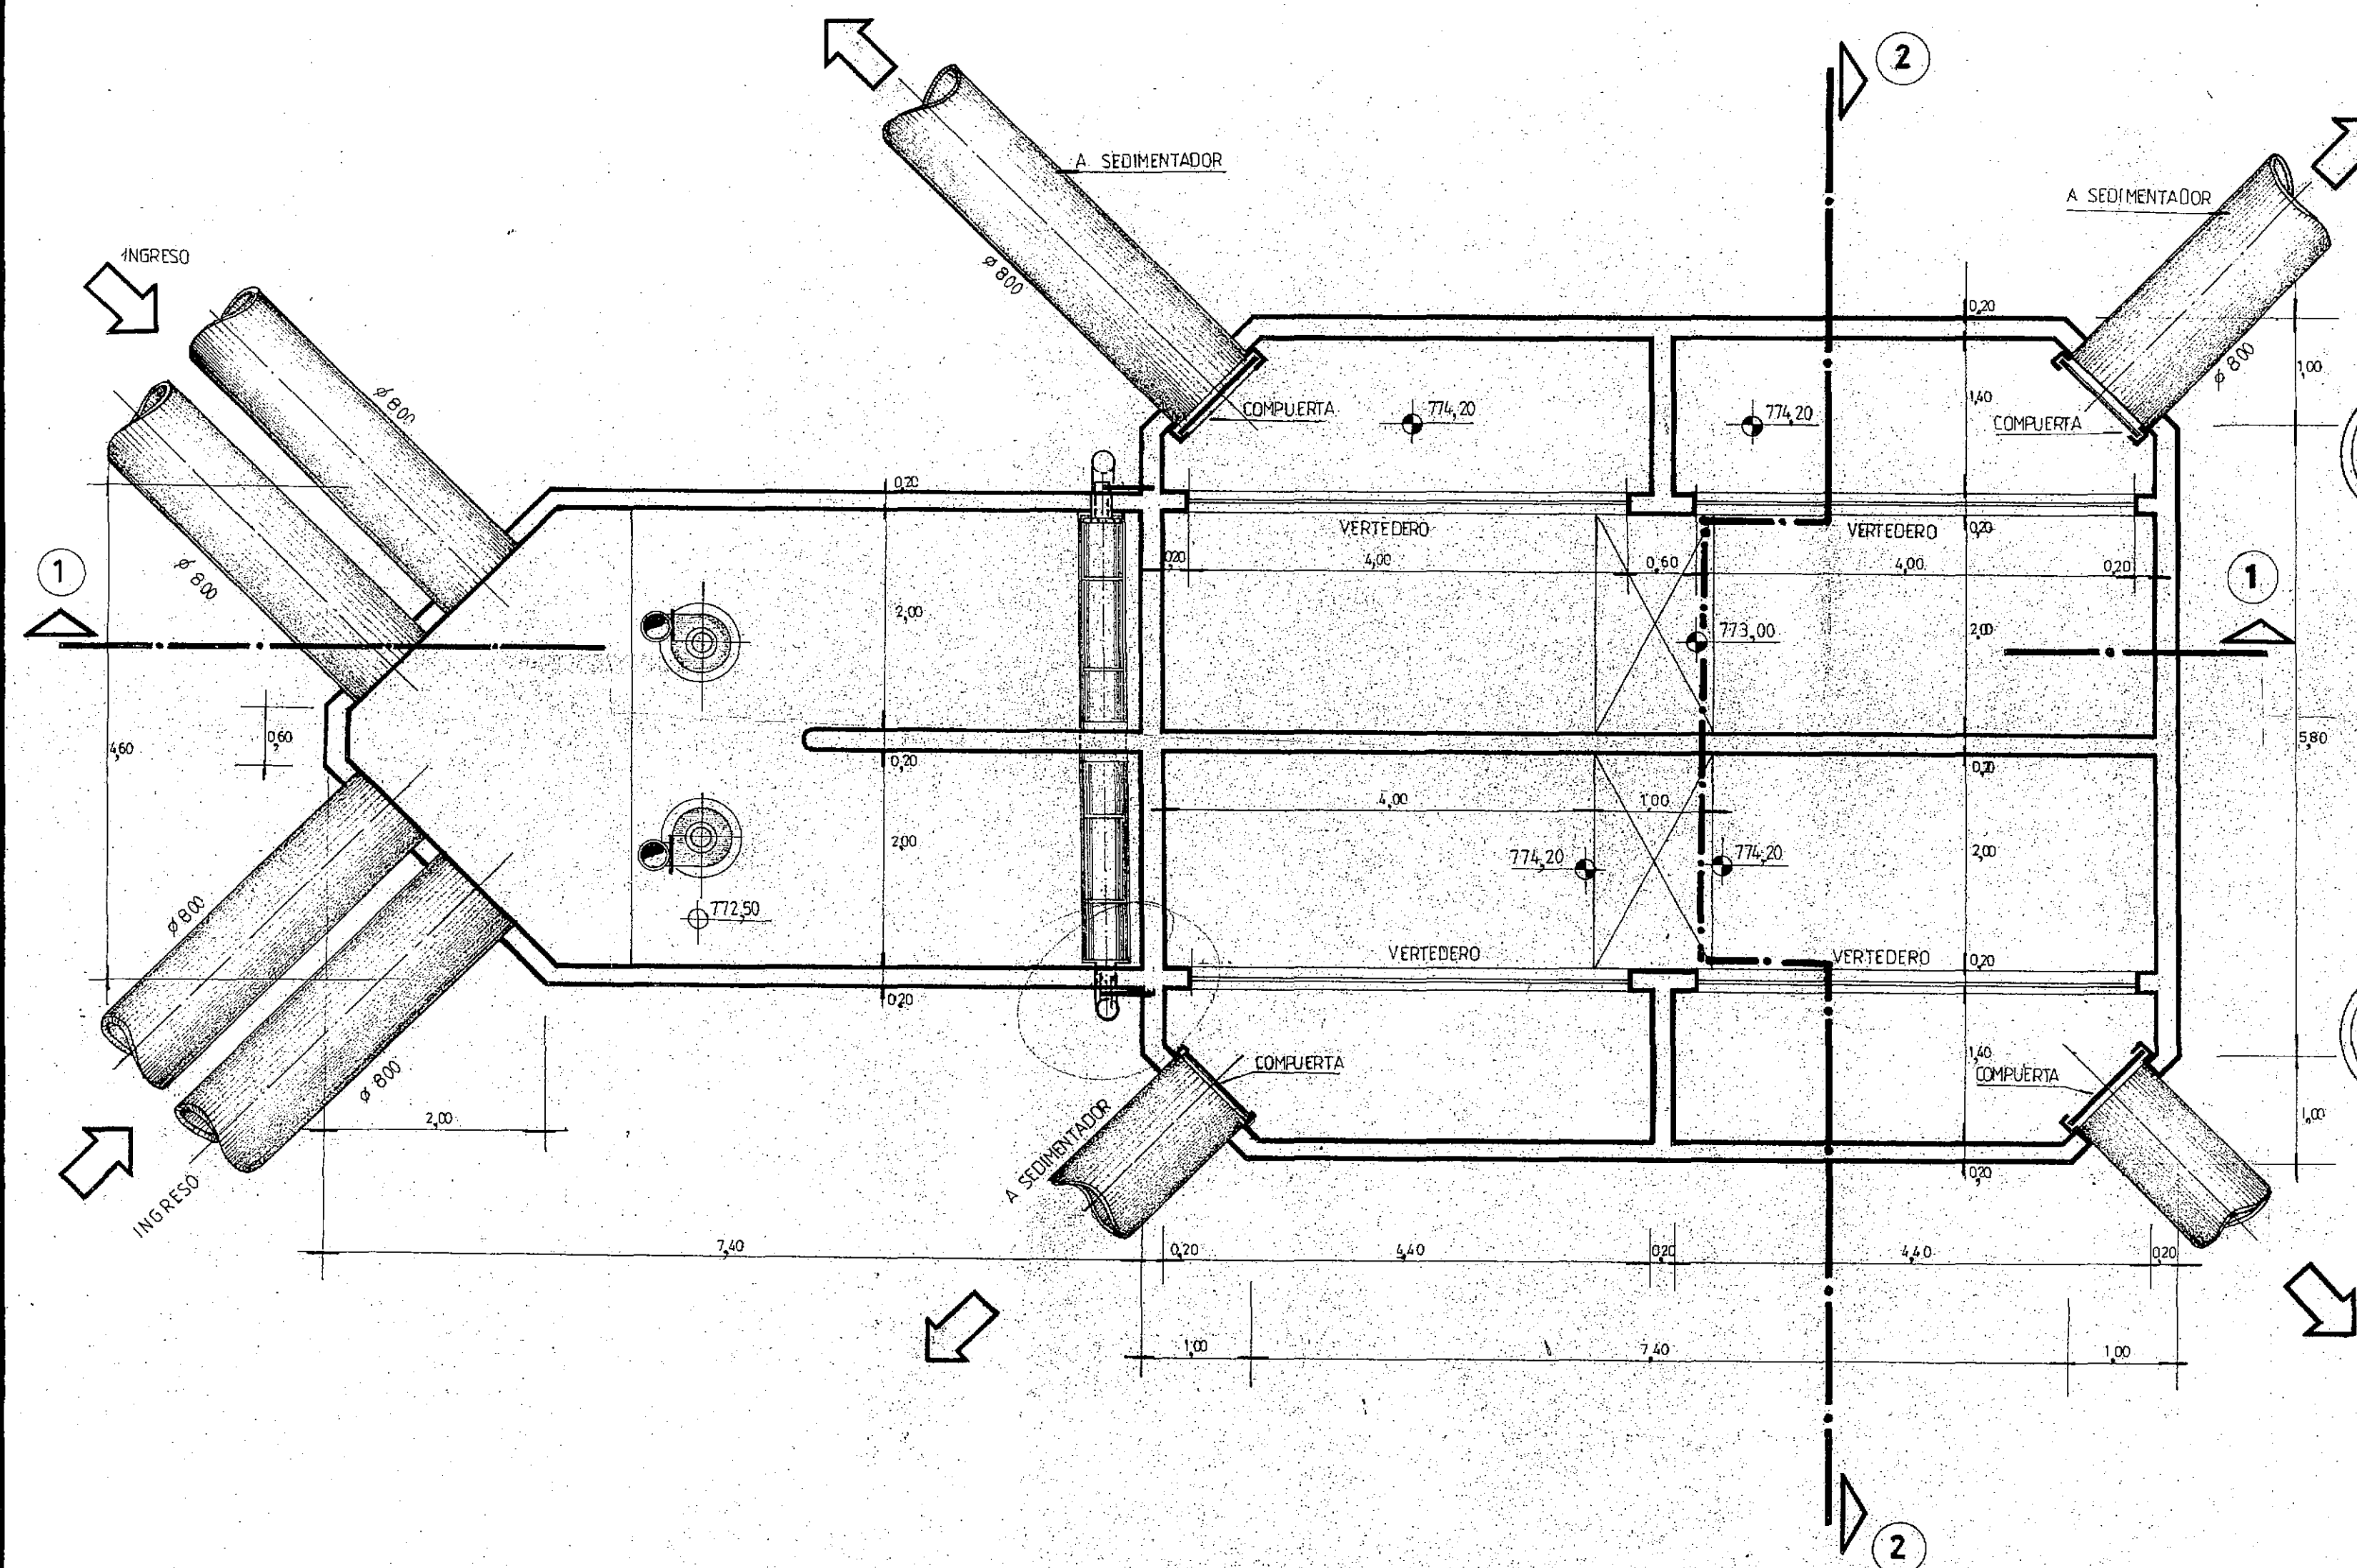 2
A SEDIMENTADOR
A SEDIMENTADOR
INGRESO
Ø 800
Ø 800
0,20
Ø 800
1,00
Ø 800
1,40
COMPUERTA
774,20
774,20
COMPUERTA
0,20
VERTEDERO
VERTEDERO
0,20
Ø 800
1
0,20
4,00
0,60
4,00
0,20
1
2,00
773,00
2,00
4,60
0,60
0,20
0,20
5,80
4,00
1,00
2,00
774,20
774,20
2,00
Ø 800
772,50
VERTEDERO
VERTEDERO
0,20
0,20
Ø 800
COMPUERTA
1,40
COMPUERTA
2,00
1,00
A SEDIMENTADOR
0,20
INGRESO
7,40
0,20
4,40
0,20
4,40
0,20
1,00
7,40
1,00
2